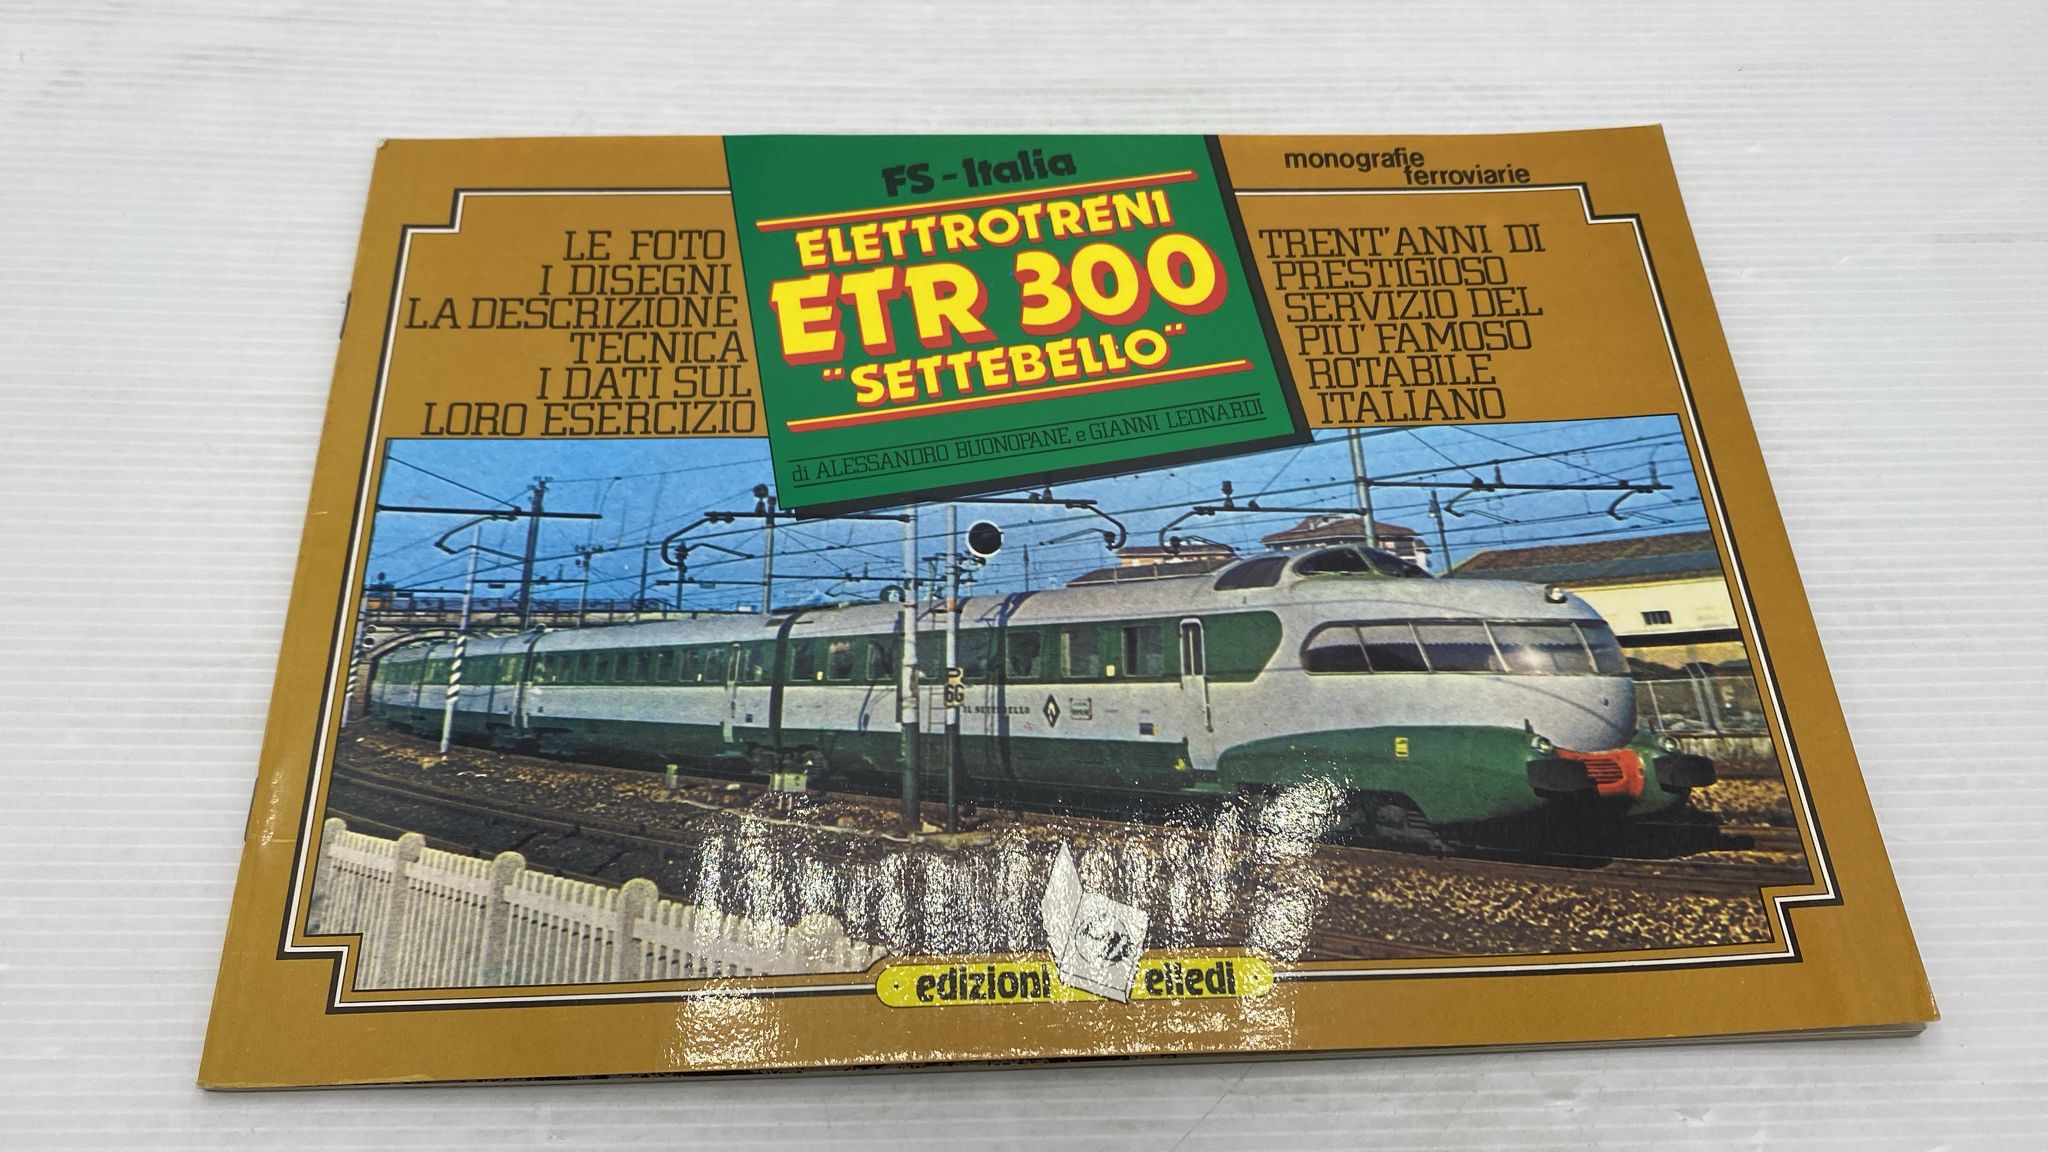 FS-Italia
monografie
ferroviarie
ELETTROTRENI
ETR 300
"SETTEBELLO"
di ALESSANDRO BUONOPANE e GIANNI LEONARDI
LE FOTO
I DISEGNI
LA DESCRIZIONE
TECNICA
I DATI SUL
LORO ESERCIZIO
TRENT'ANNI DI
PRESTIGIOSO
SERVIZIO DEL
PIU' FAMOSO
ROTABILE
ITALIANO
P
6G
IL SETTEBELLO
edizioni elledi